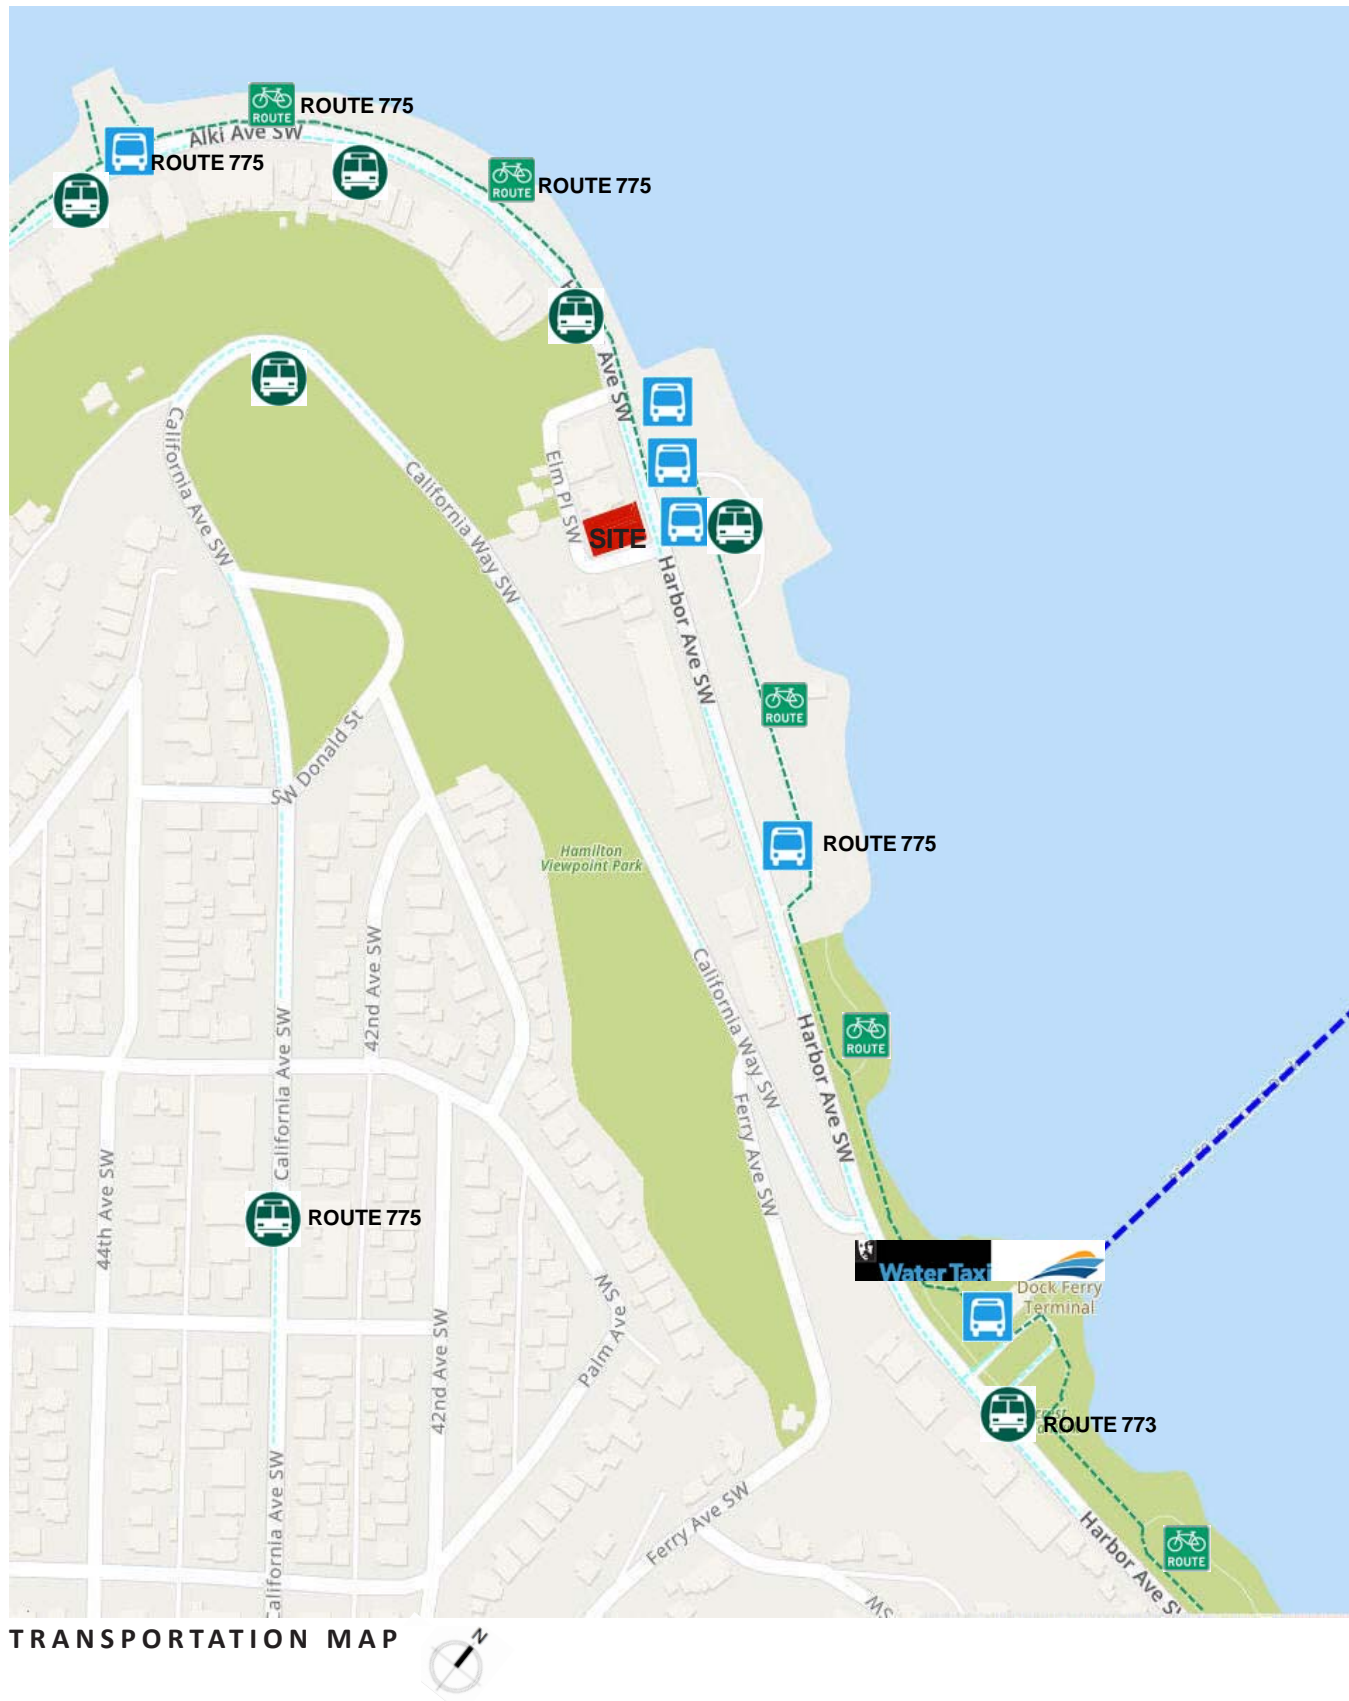 ROUTE
ROUTE 775
Alki Ave SW
ROUTE 775
ROUTE
ROUTE 775
Ave SW
California Ave SW
California Way SW
Elm Pl SW
SITE
Harbor Ave SW
ROUTE
SW Donald St
ROUTE 775
Hamilton
Viewpoint Park
42nd Ave SW
California Way SW
California Ave SW
Harbor Ave SW
ROUTE
Ferry Ave SW
44th Ave SW
ROUTE 775
Water Taxi
Dock Ferry
Terminal
Palm Ave SW
42nd Ave SW
ROUTE 773
California Ave SW
Ferry Ave SW
Harbor Ave S
ROUTE
SW
TRANSPORTATION MAP
N